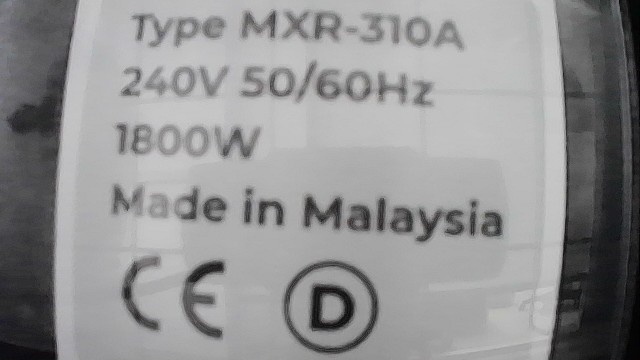 Type MXR-310A
240V 50/60Hz
1800W
Made in Malaysia
CE D